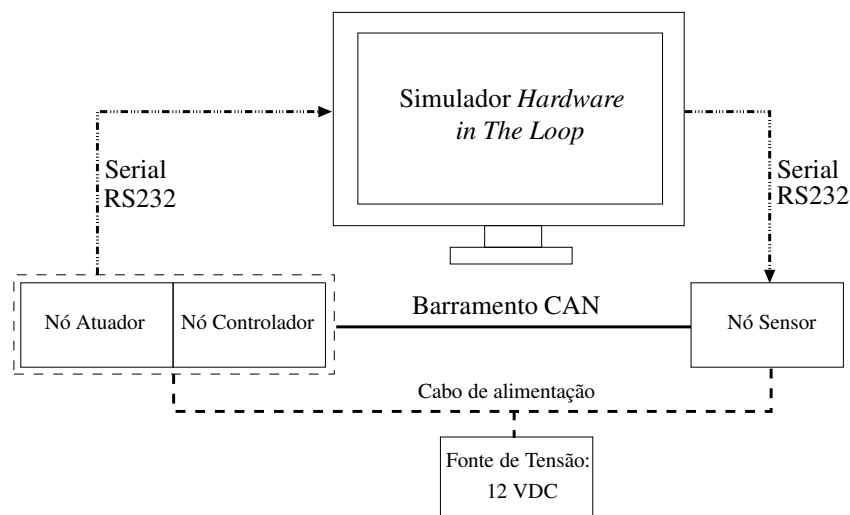 Simulador Hardware
in The Loop
Serial
RS232
Serial
RS232
Nó Atuador
Nó Controlador
Barramento CAN
Nó Sensor
Cabo de alimentação
Fonte de Tensão:
12 VDC